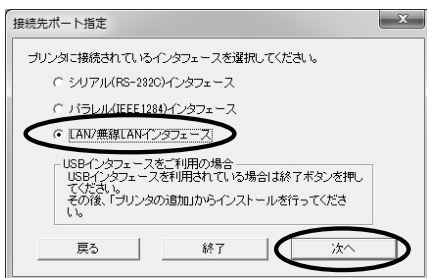 接続先ポート指定
プリンタに接続されているインタフェースを選択してください。
シリアル(RS-232C)インタフェース
パラレル(IEEE1284)インタフェース
LAN/無線LANインタフェース
USBインタフェースをご利用の場合
USBインタフェースを利用されている場合は終了ボタンを押し
てください。
その後、「プリンタの追加」からインストールを行ってくださ
い。
戻る
終了
次へ